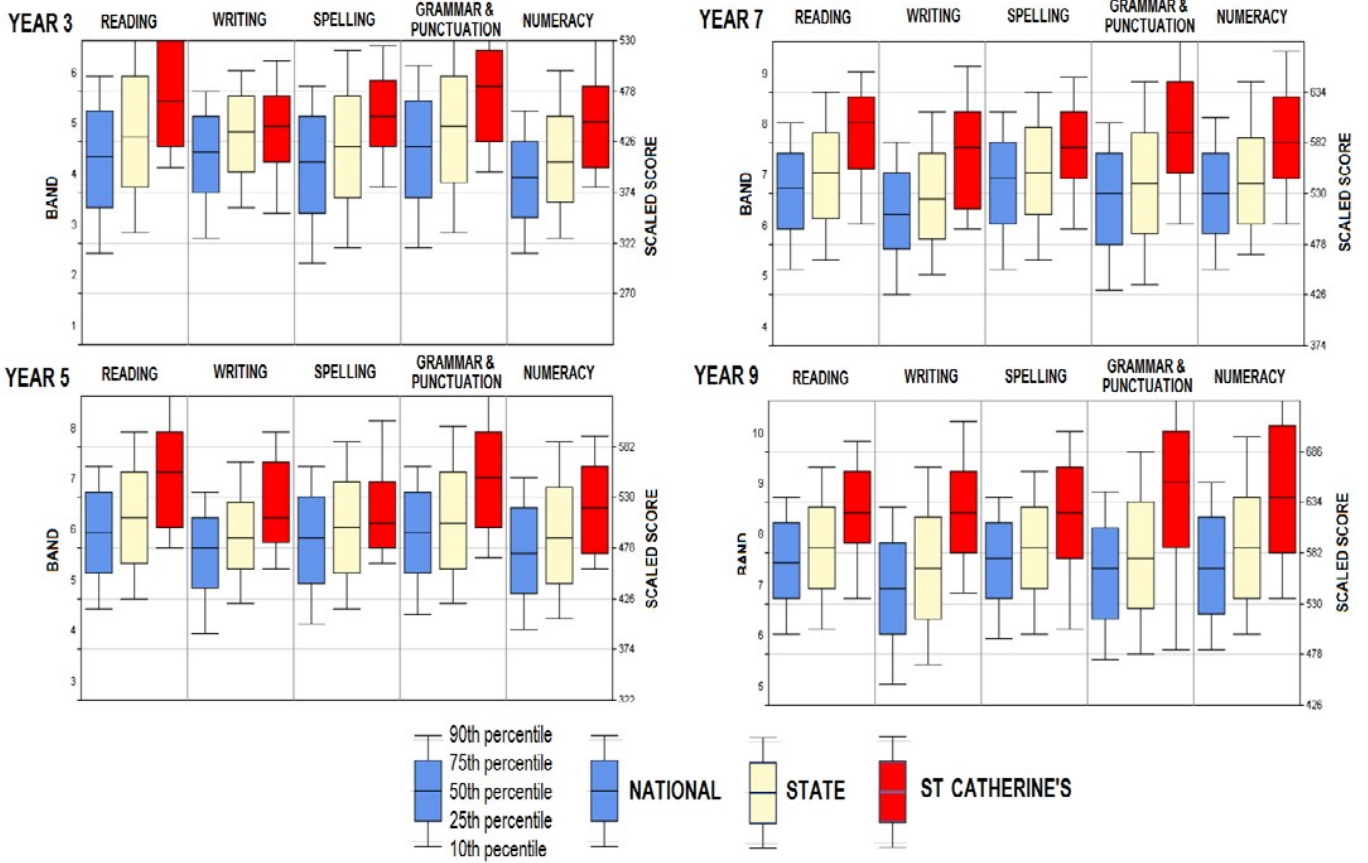 YEAR 3
READING
WRITING
SPELLING
GRAMMAR &
PUNCTUATION
NUMERACY
BAND
6
5
4
3
2
1
530
478
426
374
322
270
SCALED SCORE
YEAR 7
READING
WRITING
SPELLING
GRAMMAR &
PUNCTUATION
NUMERACY
BAND
9
8
7
6
5
4
634
582
530
478
426
374
SCALED SCORE
YEAR 5
READING
WRITING
SPELLING
GRAMMAR &
PUNCTUATION
NUMERACY
BAND
8
7
6
5
4
3
582
530
478
426
374
322
SCALED SCORE
YEAR 9
READING
WRITING
SPELLING
GRAMMAR &
PUNCTUATION
NUMERACY
BAND
10
9
8
7
6
5
686
634
582
530
478
426
SCALED SCORE
90th percentile
75th percentile
50th percentile
25th percentile
10th pecentile
NATIONAL
STATE
ST CATHERINE'S